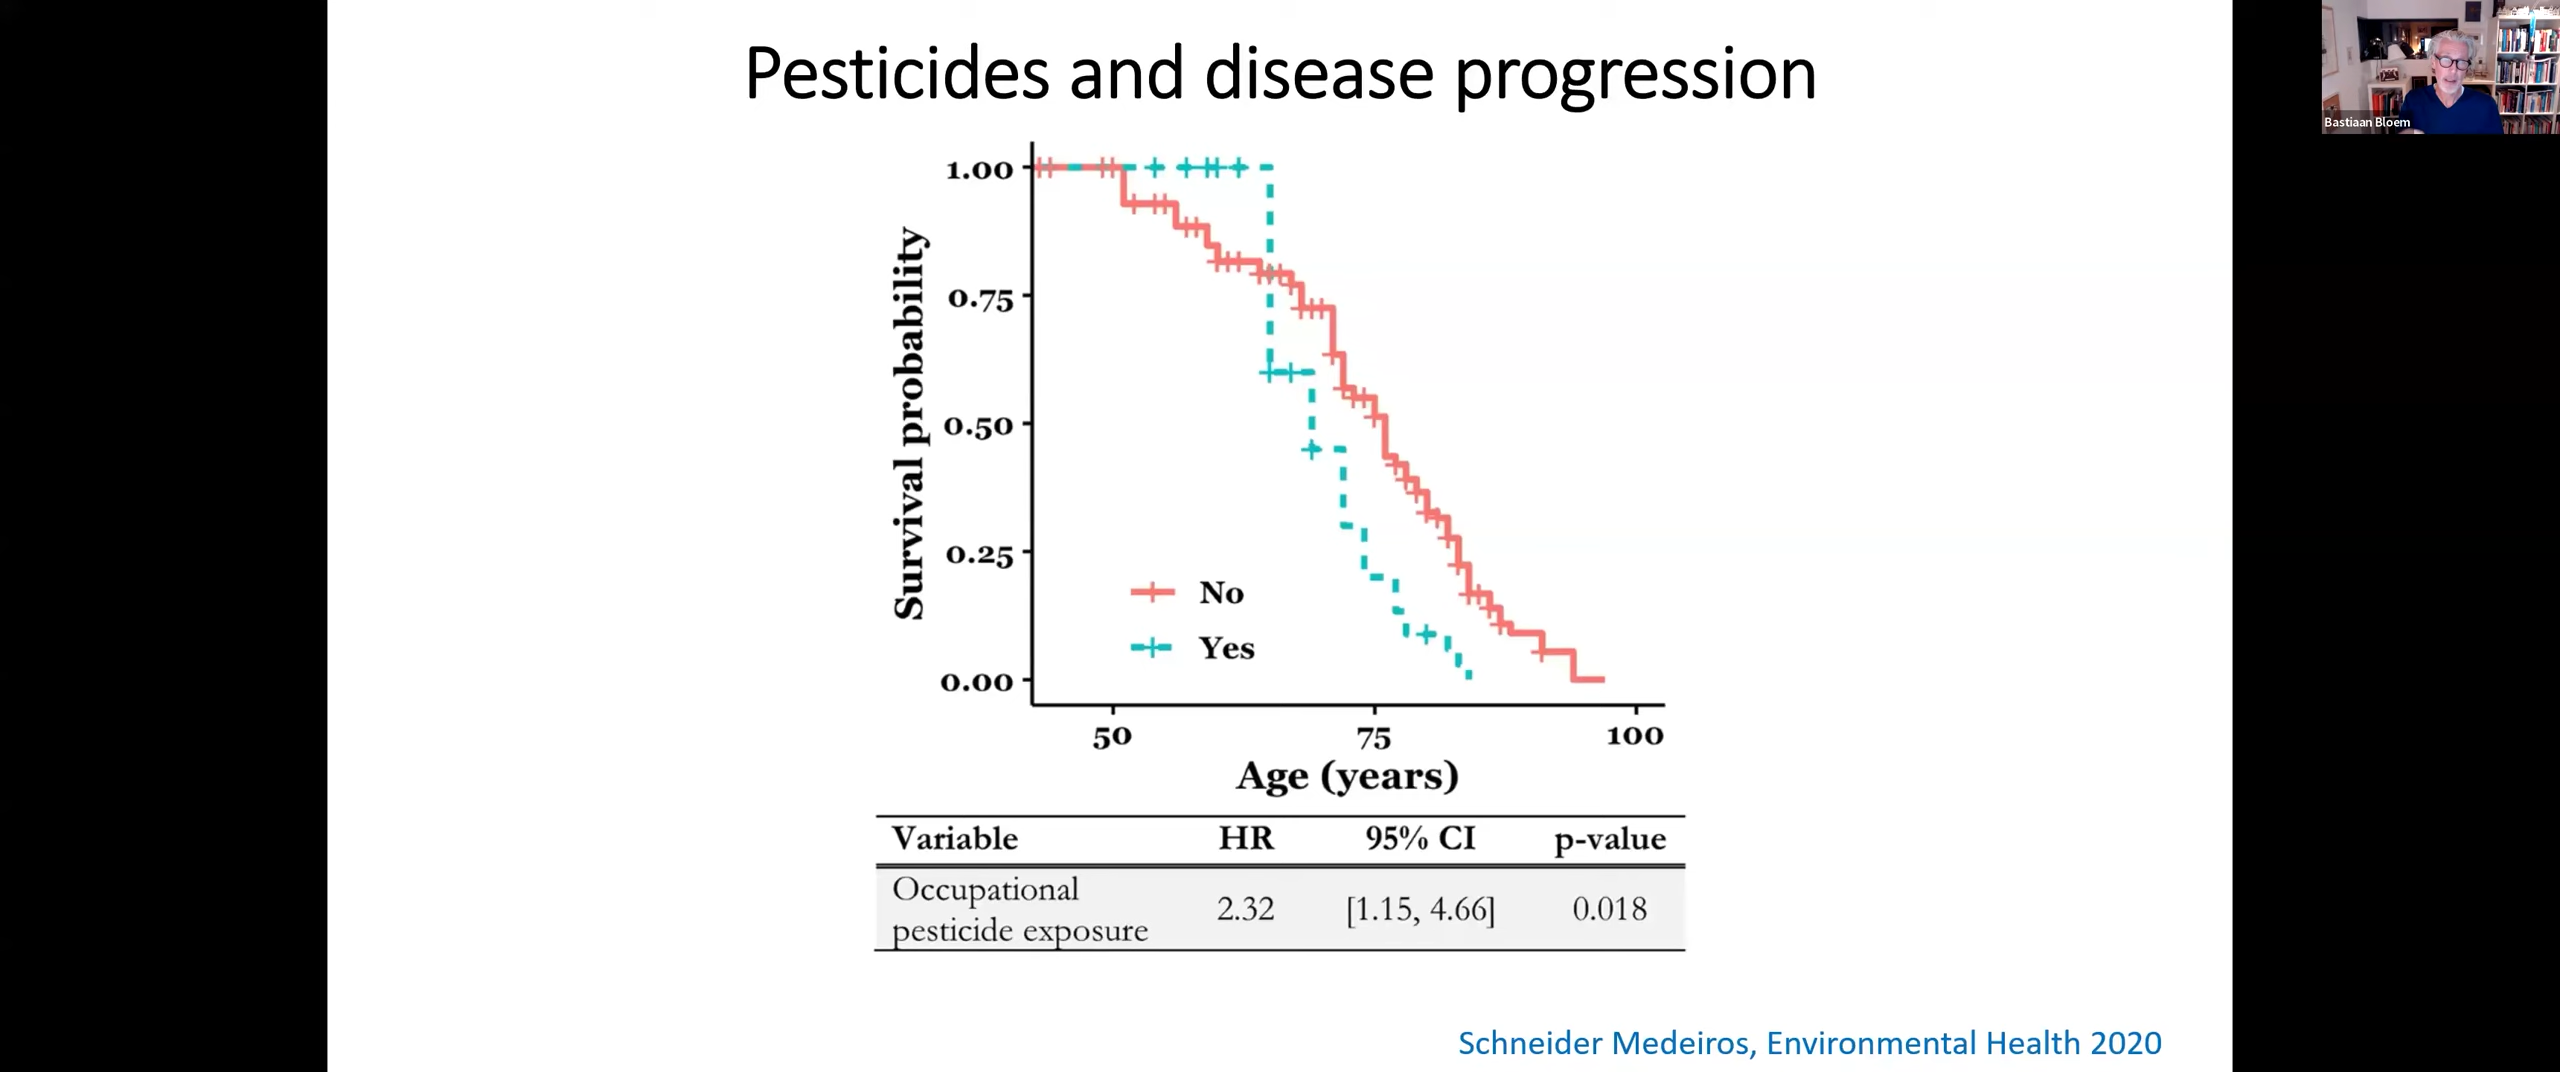 Pesticides and disease progression
Bastiaan Bloem
1.00
0.75
0.50
0.25
0.00
Survival probability
No
Yes
50 75 100
Age (years)
Variable HR 95% CI p-value
Occupational
pesticide exposure 2.32 [1.15, 4.66] 0.018
Schneider Medeiros, Environmental Health 2020